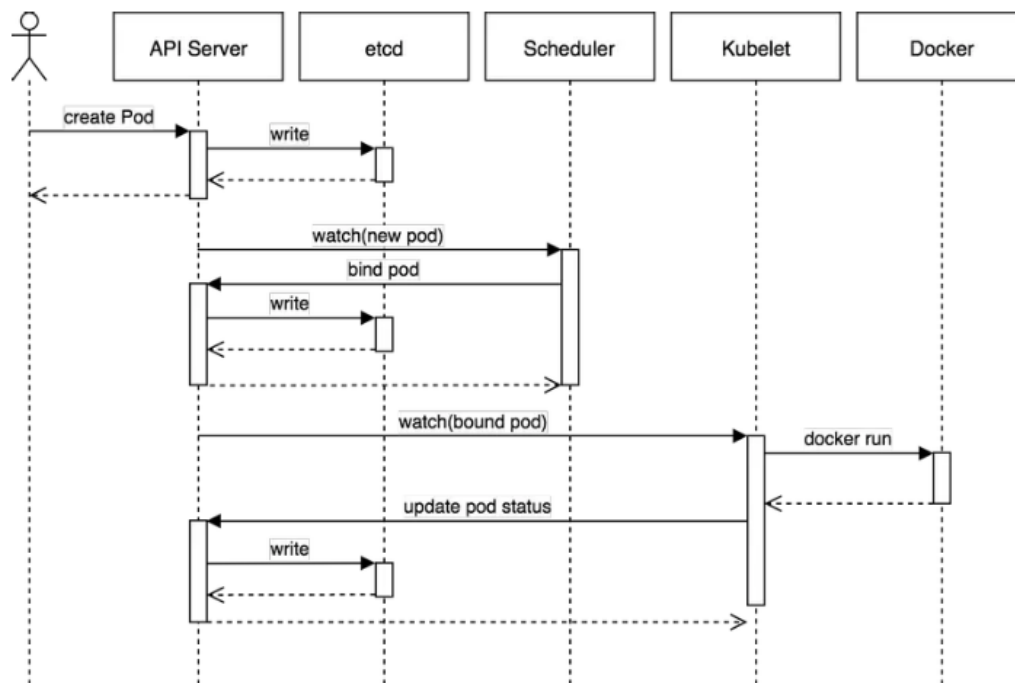 API Server
etcd
Scheduler
Kubelet
Docker
create Pod
write
watch(new pod)
bind pod
write
watch(bound pod)
docker run
update pod status
write